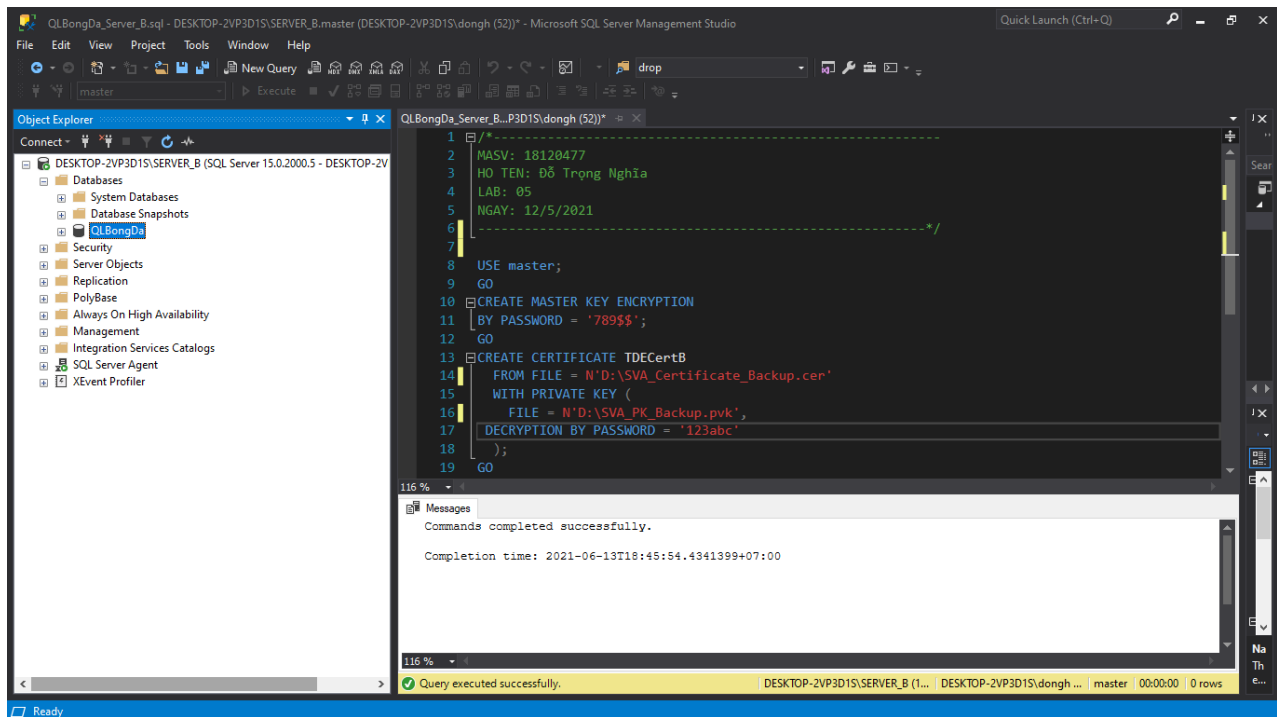 QLBongDa_Server_B.sql - DESKTOP-2VP3D1S\SERVER_B.master (DESKTOP-2VP3D1S\dongh (52))* - Microsoft SQL Server Management Studio
Quick Launch (Ctrl+Q)
File Edit View Project Tools Window Help
New Query
MDX DMX XMLA DAX
drop
master
Execute
Object Explorer
Connect
DESKTOP-2VP3D1S\SERVER_B (SQL Server 15.0.2000.5 - DESKTOP-2V
Databases
System Databases
Database Snapshots
QLBongDa
Security
Server Objects
Replication
PolyBase
Always On High Availability
Management
Integration Services Catalogs
SQL Server Agent
XEvent Profiler
QLBongDa_Server_B...P3D1S\dongh (52))*
1 /*----------------------------------------------------
2 MASV: 18120477
3 HO TEN: Đỗ Trọng Nghĩa
4 LAB: 05
5 NGAY: 12/5/2021
6 ----------------------------------------------------*/
7
8 USE master;
9 GO
10 CREATE MASTER KEY ENCRYPTION
11 BY PASSWORD = '789$$';
12 GO
13 CREATE CERTIFICATE TDECertB
14 FROM FILE = N'D:\SVA_Certificate_Backup.cer'
15 WITH PRIVATE KEY (
16 FILE = N'D:\SVA_PK_Backup.pvk',
17 DECRYPTION BY PASSWORD = '123abc'
18 );
19 GO
116 %
Messages
Commands completed successfully.
Completion time: 2021-06-13T18:45:54.4341399+07:00
116 %
Query executed successfully.
DESKTOP-2VP3D1S\SERVER_B (1... DESKTOP-2VP3D1S\dongh ... master 00:00:00 0 rows
Sear
Na
Th
e...
Ready